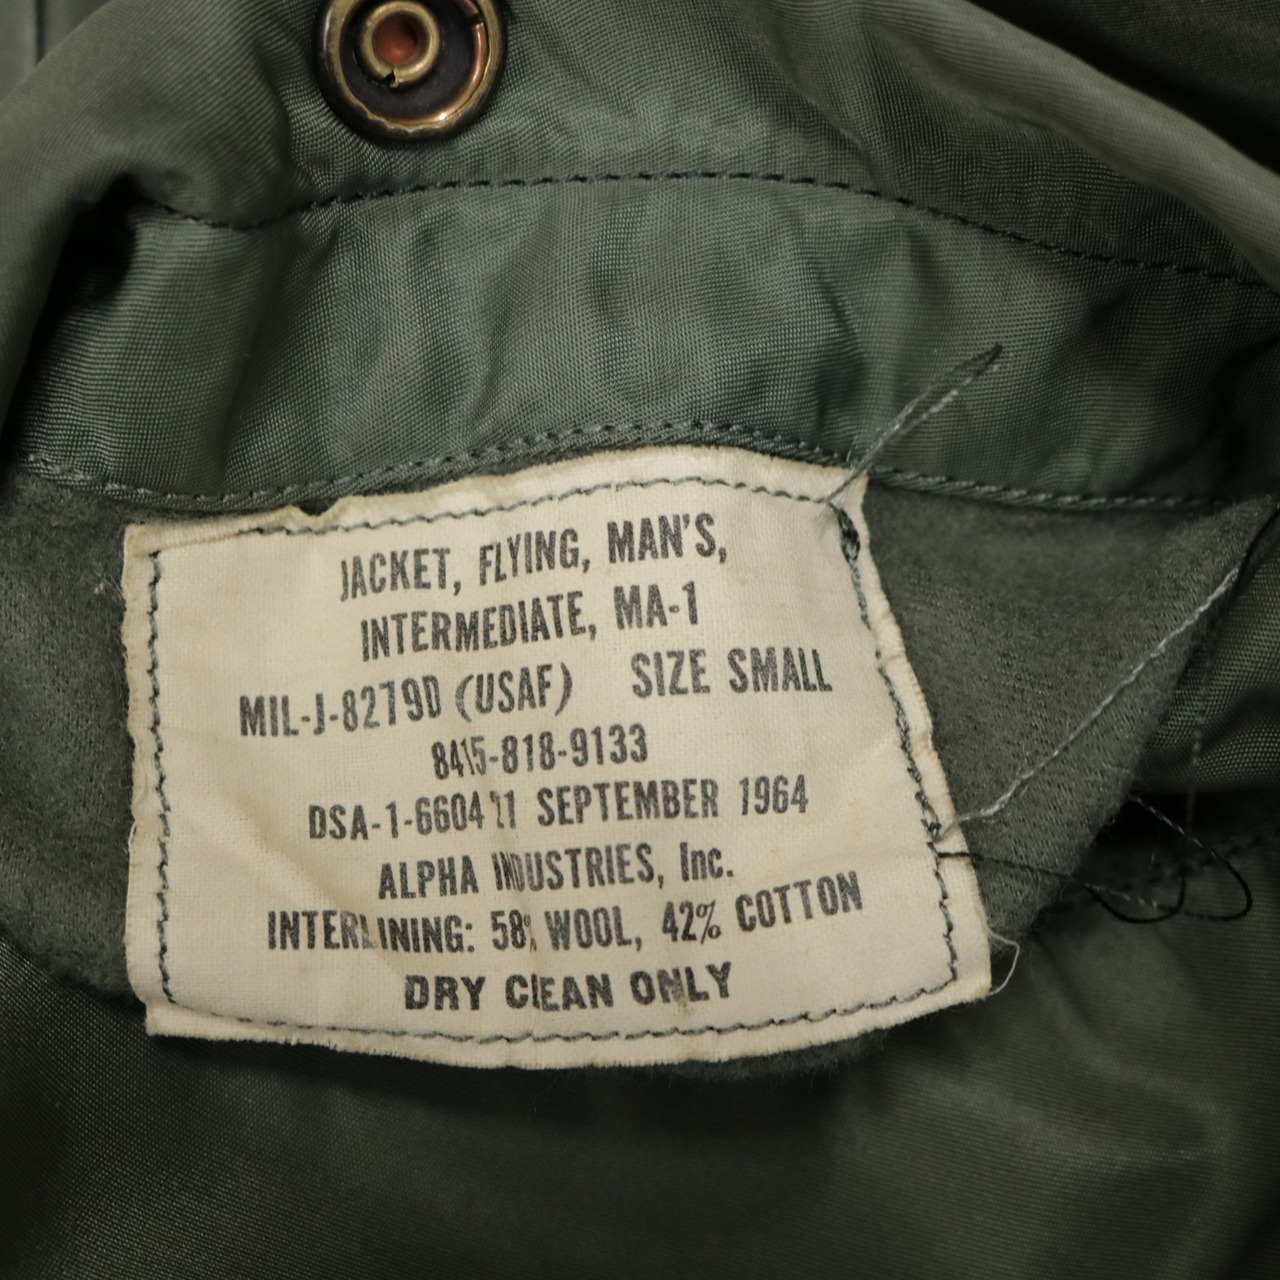 JACKET, FLYING, MAN'S,
INTERMEDIATE, MA-1
MIL-J-8279D (USAF) SIZE SMALL
8415-818-9133
DSA-1-6604 21 SEPTEMBER 1964
ALPHA INDUSTRIES, Inc.
INTERLINING: 58% WOOL, 42% COTTON
DRY CLEAN ONLY